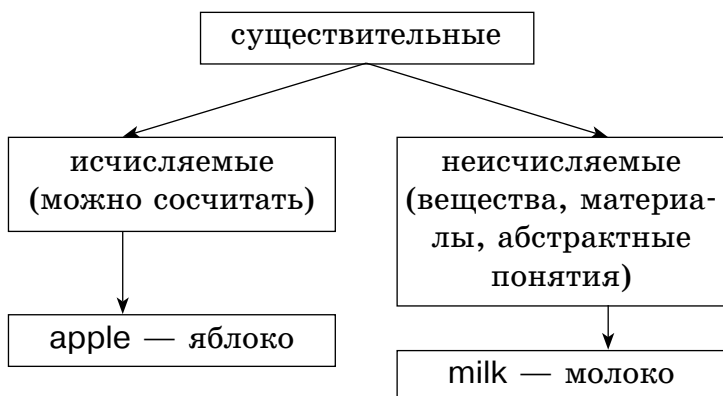 существительные
исчисляемые
(можно сосчитать)
неисчисляемые
(вещества, материа-
лы, абстрактные
понятия)
apple — яблоко
milk — молоко